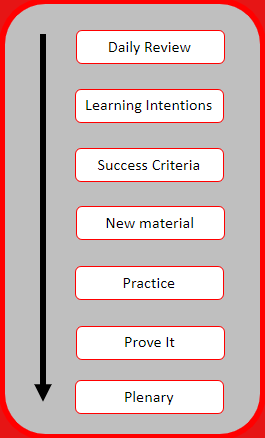 Daily Review
Learning Intentions
Success Criteria
New material
Practice
Prove It
Plenary